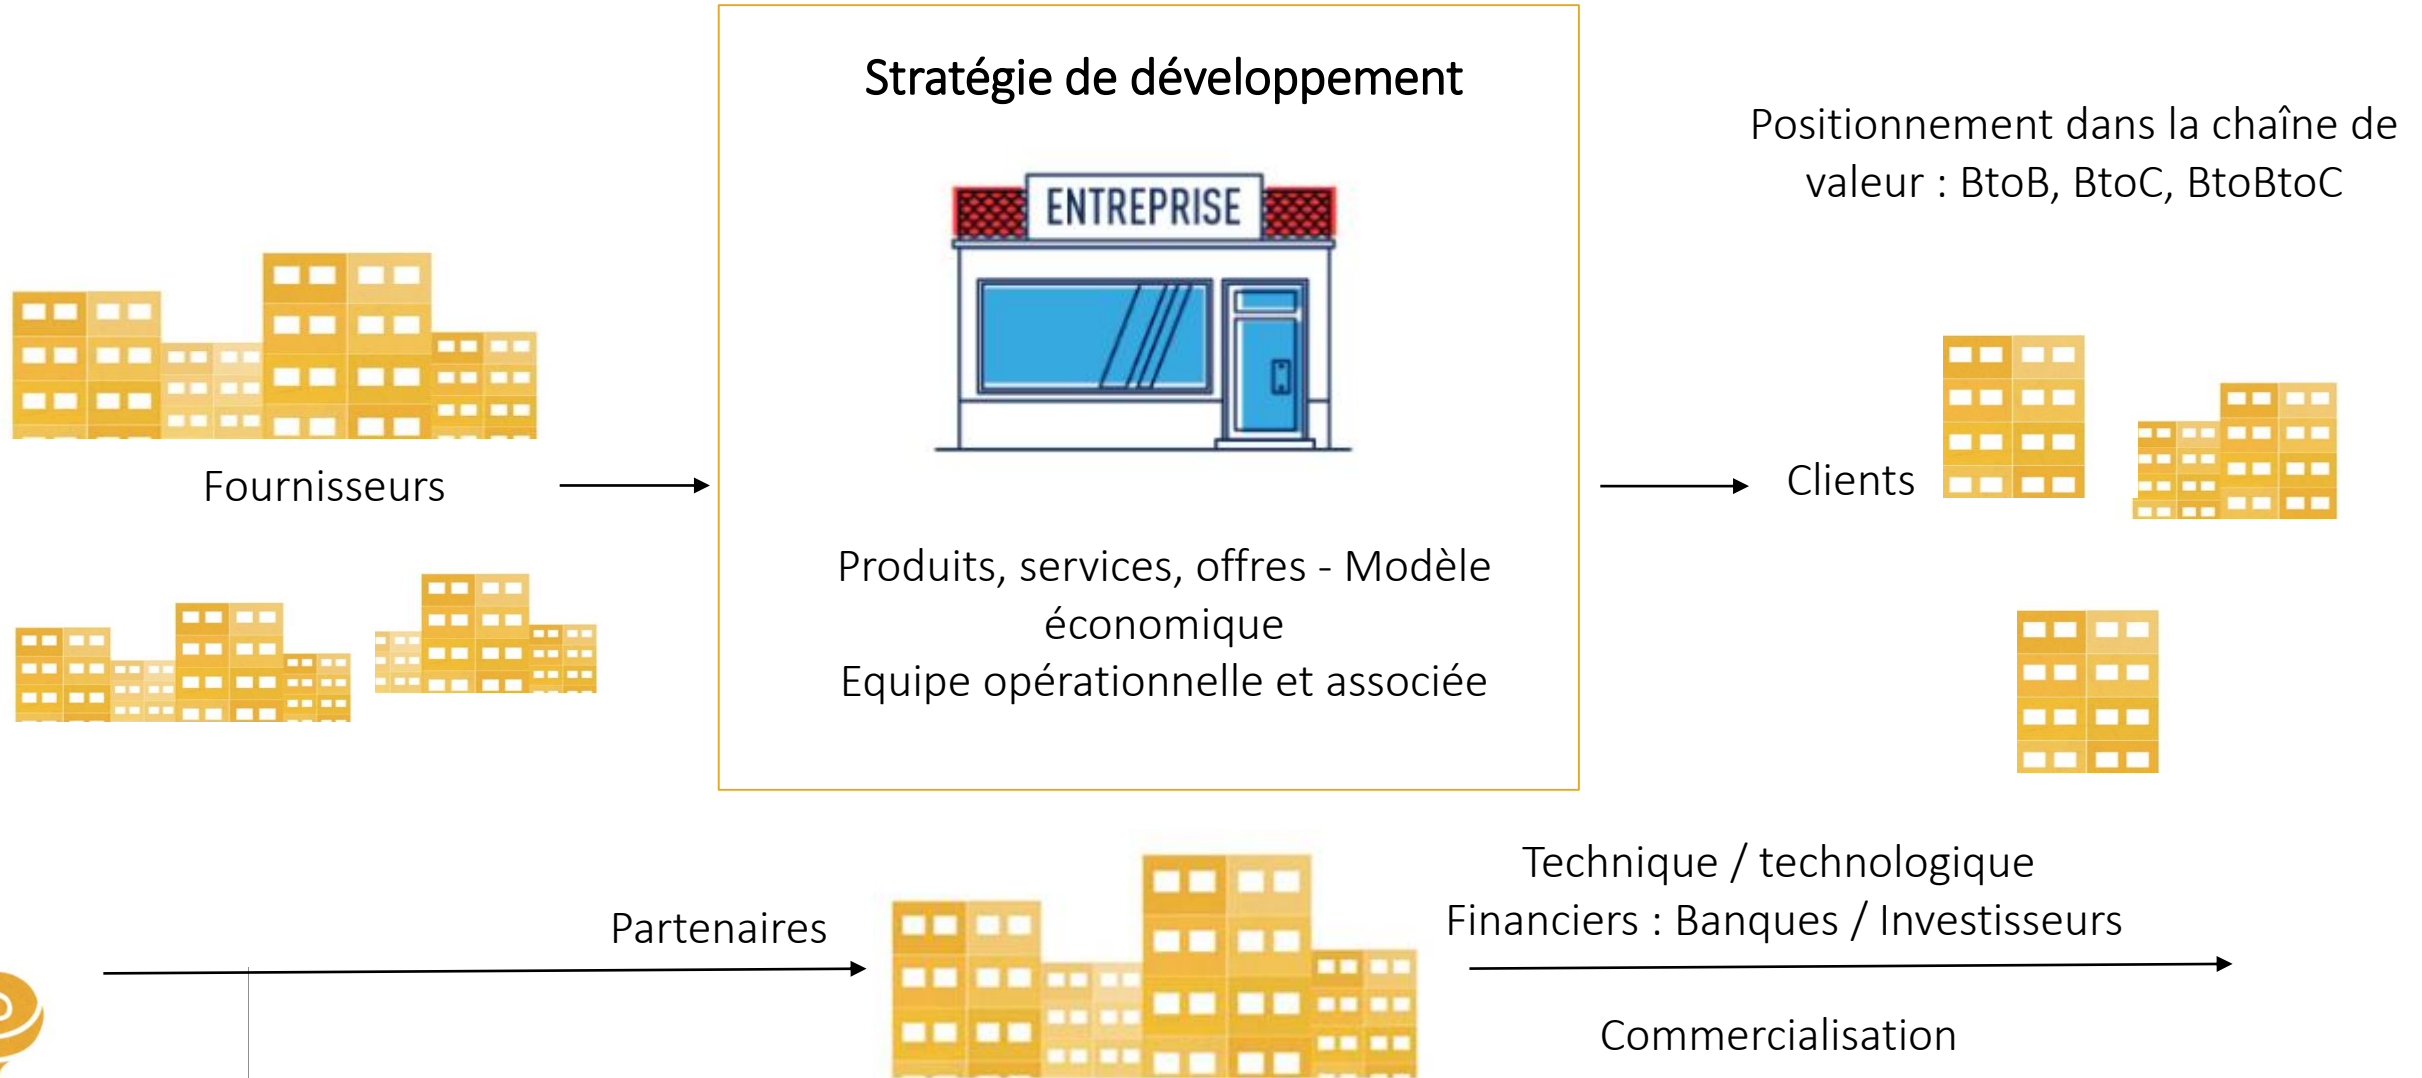 Stratégie de développement
ENTREPRISE
Produits, services, offres - Modèle
économique
Equipe opérationnelle et associée
Fournisseurs
Positionnement dans la chaîne de
valeur : BtoB, BtoC, BtoBtoC
Clients
Partenaires
Technique / technologique
Financiers : Banques / Investisseurs
Commercialisation